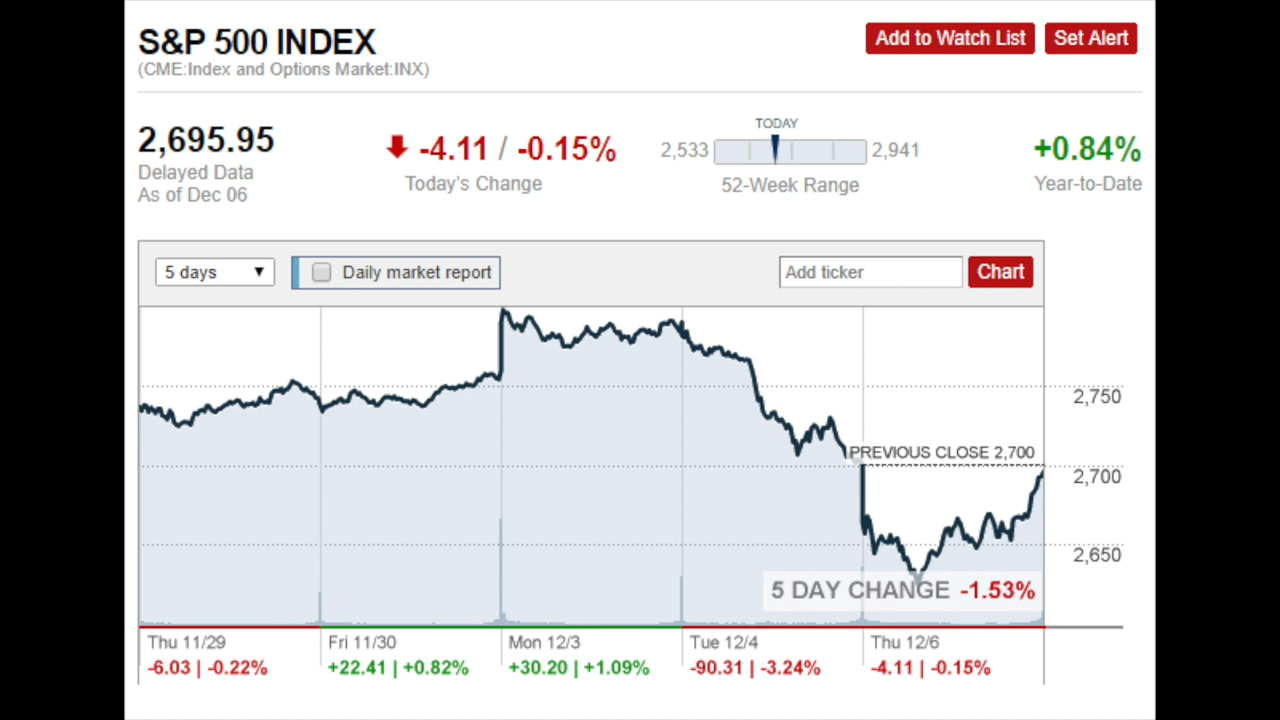 S&P 500 INDEX
Add to Watch List
Set Alert
(CME:Index and Options Market:INX)
2,695.95
Delayed Data
As of Dec 06
-4.11 / -0.15%
Today's Change
TODAY
2,533
2,941
52-Week Range
+0.84%
Year-to-Date
5 days
Daily market report
Add ticker
Chart
2,750
PREVIOUS CLOSE 2,700
2,700
2,650
5 DAY CHANGE -1.53%
Thu 11/29
Fri 11/30
Mon 12/3
Tue 12/4
Thu 12/6
-6.03 | -0.22%
+22.41 | +0.82%
+30.20 | +1.09%
-90.31 | -3.24%
-4.11 | -0.15%